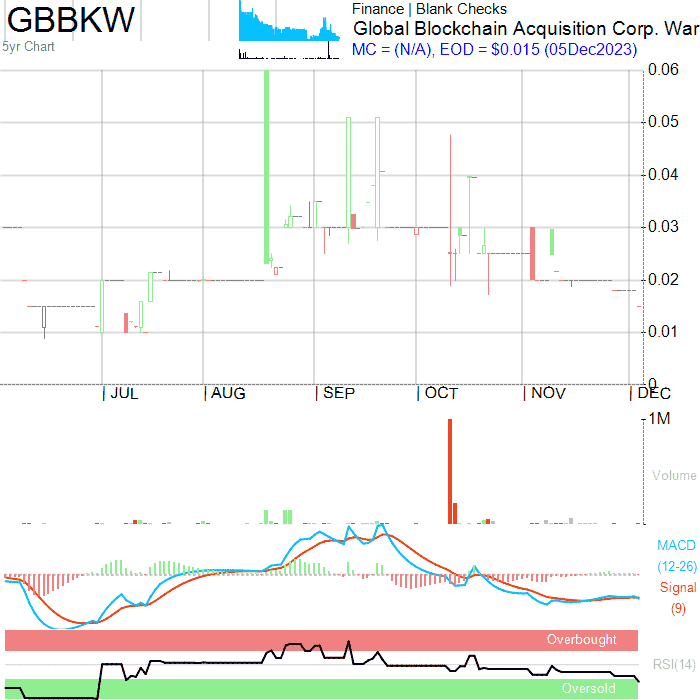 GBBKW
5yr Chart
Finance | Blank Checks
Global Blockchain Acquisition Corp. War
MC = (N/A), EOD = $0.015 (05Dec2023)
0.06
0.05
0.04
0.03
0.02
0.01
0
| JUL | AUG | SEP | OCT | NOV | DEC
1M
Volume
MACD
(12-26)
Signal
(9)
Overbought
RSI(14)
Oversold